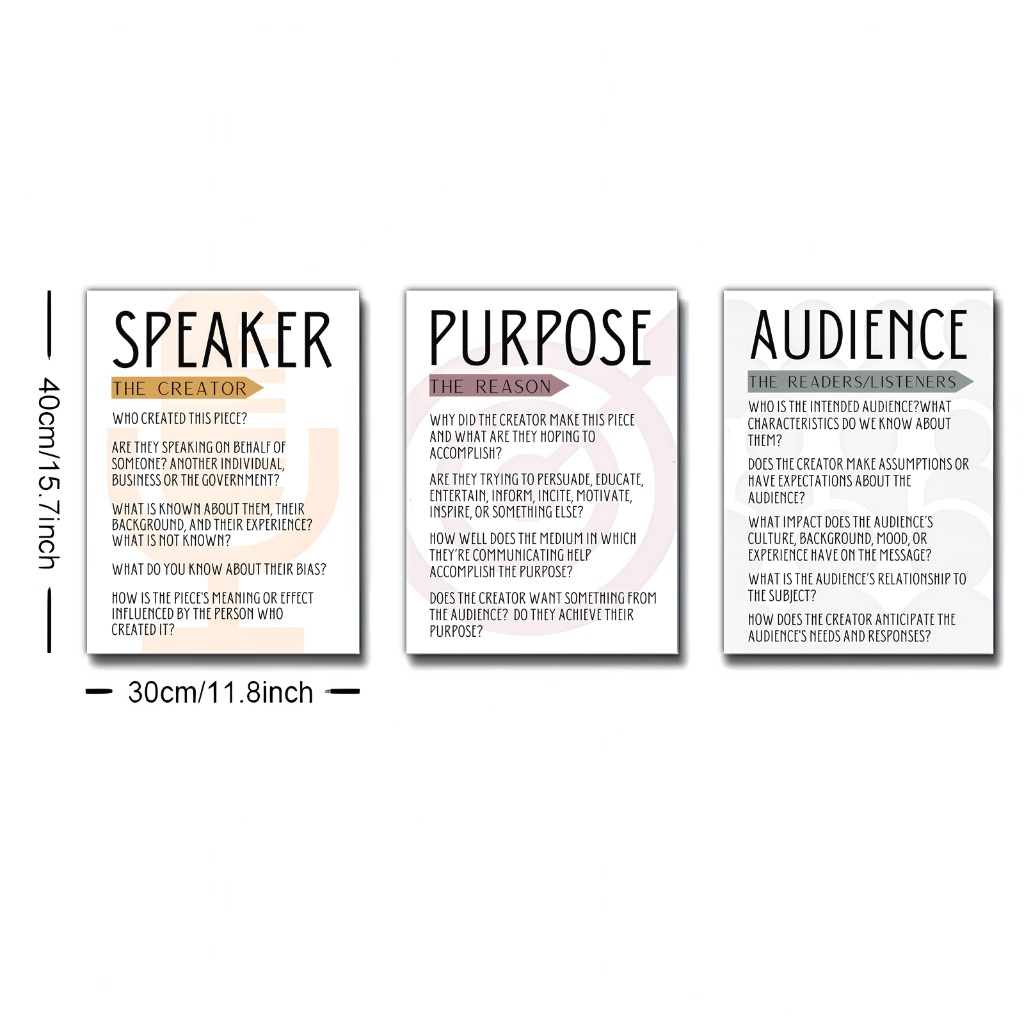 SPEAKER
THE CREATOR
WHO CREATED THIS PIECE?
ARE THEY SPEAKING ON BEHALF OF
SOMEONE? ANOTHER INDIVIDUAL,
BUSINESS OR THE GOVERNMENT?
WHAT IS KNOWN ABOUT THEM, THEIR
BACKGROUND, AND THEIR EXPERIENCE?
WHAT IS NOT KNOWN?
WHAT DO YOU KNOW ABOUT THEIR BIAS?
HOW IS THE PIECE'S MEANING OR EFFECT
INFLUENCED BY THE PERSON WHO
CREATED IT?
PURPOSE
THE REASON
WHY DID THE CREATOR MAKE THIS PIECE
AND WHAT ARE THEY HOPING TO
ACCOMPLISH?
ARE THEY TRYING TO PERSUADE, EDUCATE,
ENTERTAIN, INFORM, INCITE, MOTIVATE,
INSPIRE, OR SOMETHING ELSE?
HOW WELL DOES THE MEDIUM IN WHICH
THEY'RE COMMUNICATING HELP
ACCOMPLISH THE PURPOSE?
DOES THE CREATOR WANT SOMETHING FROM
THE AUDIENCE? DO THEY ACHIEVE THEIR
PURPOSE?
AUDIENCE
THE READERS/LISTENERS
WHO IS THE INTENDED AUDIENCE?WHAT
CHARACTERISTICS DO WE KNOW ABOUT
THEM?
DOES THE CREATOR MAKE ASSUMPTIONS OR
HAVE EXPECTATIONS ABOUT THE
AUDIENCE?
WHAT IMPACT DOES THE AUDIENCE'S
CULTURE, BACKGROUND, MOOD, OR
EXPERIENCE HAVE ON THE MESSAGE?
WHAT IS THE AUDIENCE'S RELATIONSHIP TO
THE SUBJECT?
HOW DOES THE CREATOR ANTICIPATE THE
AUDIENCE'S NEEDS AND RESPONSES?
40cm/15.7inch
30cm/11.8inch